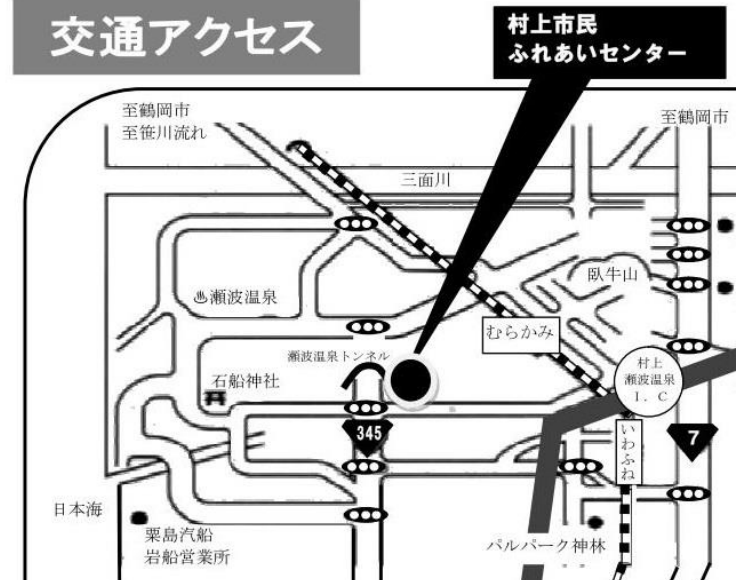 交通アクセス
村上市民
ふれあいセンター
至鶴岡市
至笹川流れ
至鶴岡市
三面川
臥牛山
瀬波温泉
むらかみ
瀬波温泉トンネル
石船神社
村上
瀬波温泉
I．C
345
いわふね
7
日本海
粟島汽船
岩船営業所
パルパーク神林